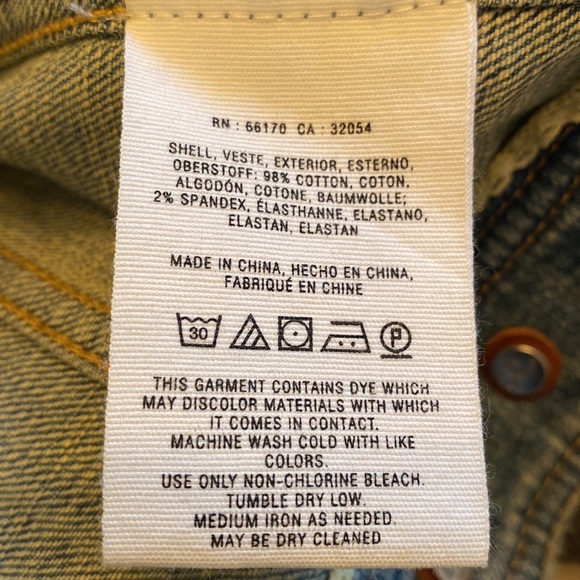 RN : 66170 CA : 32054
SHELL, VESTE, EXTERIOR, ESTERNO,
OBERSTOFF: 98% COTTON, COTON,
ALGODÓN, COTONE, BAUMWOLLE;
2% SPANDEX, ÉLASTHANNE, ELASTANO,
ELASTAN, ELASTAN
MADE IN CHINA, HECHO EN CHINA,
FABRIQUÉ EN CHINE
30 P
THIS GARMENT CONTAINS DYE WHICH
MAY DISCOLOR MATERIALS WITH WHICH
IT COMES IN CONTACT.
MACHINE WASH COLD WITH LIKE
COLORS.
USE ONLY NON-CHLORINE BLEACH.
TUMBLE DRY LOW.
MEDIUM IRON AS NEEDED.
MAY BE DRY CLEANED